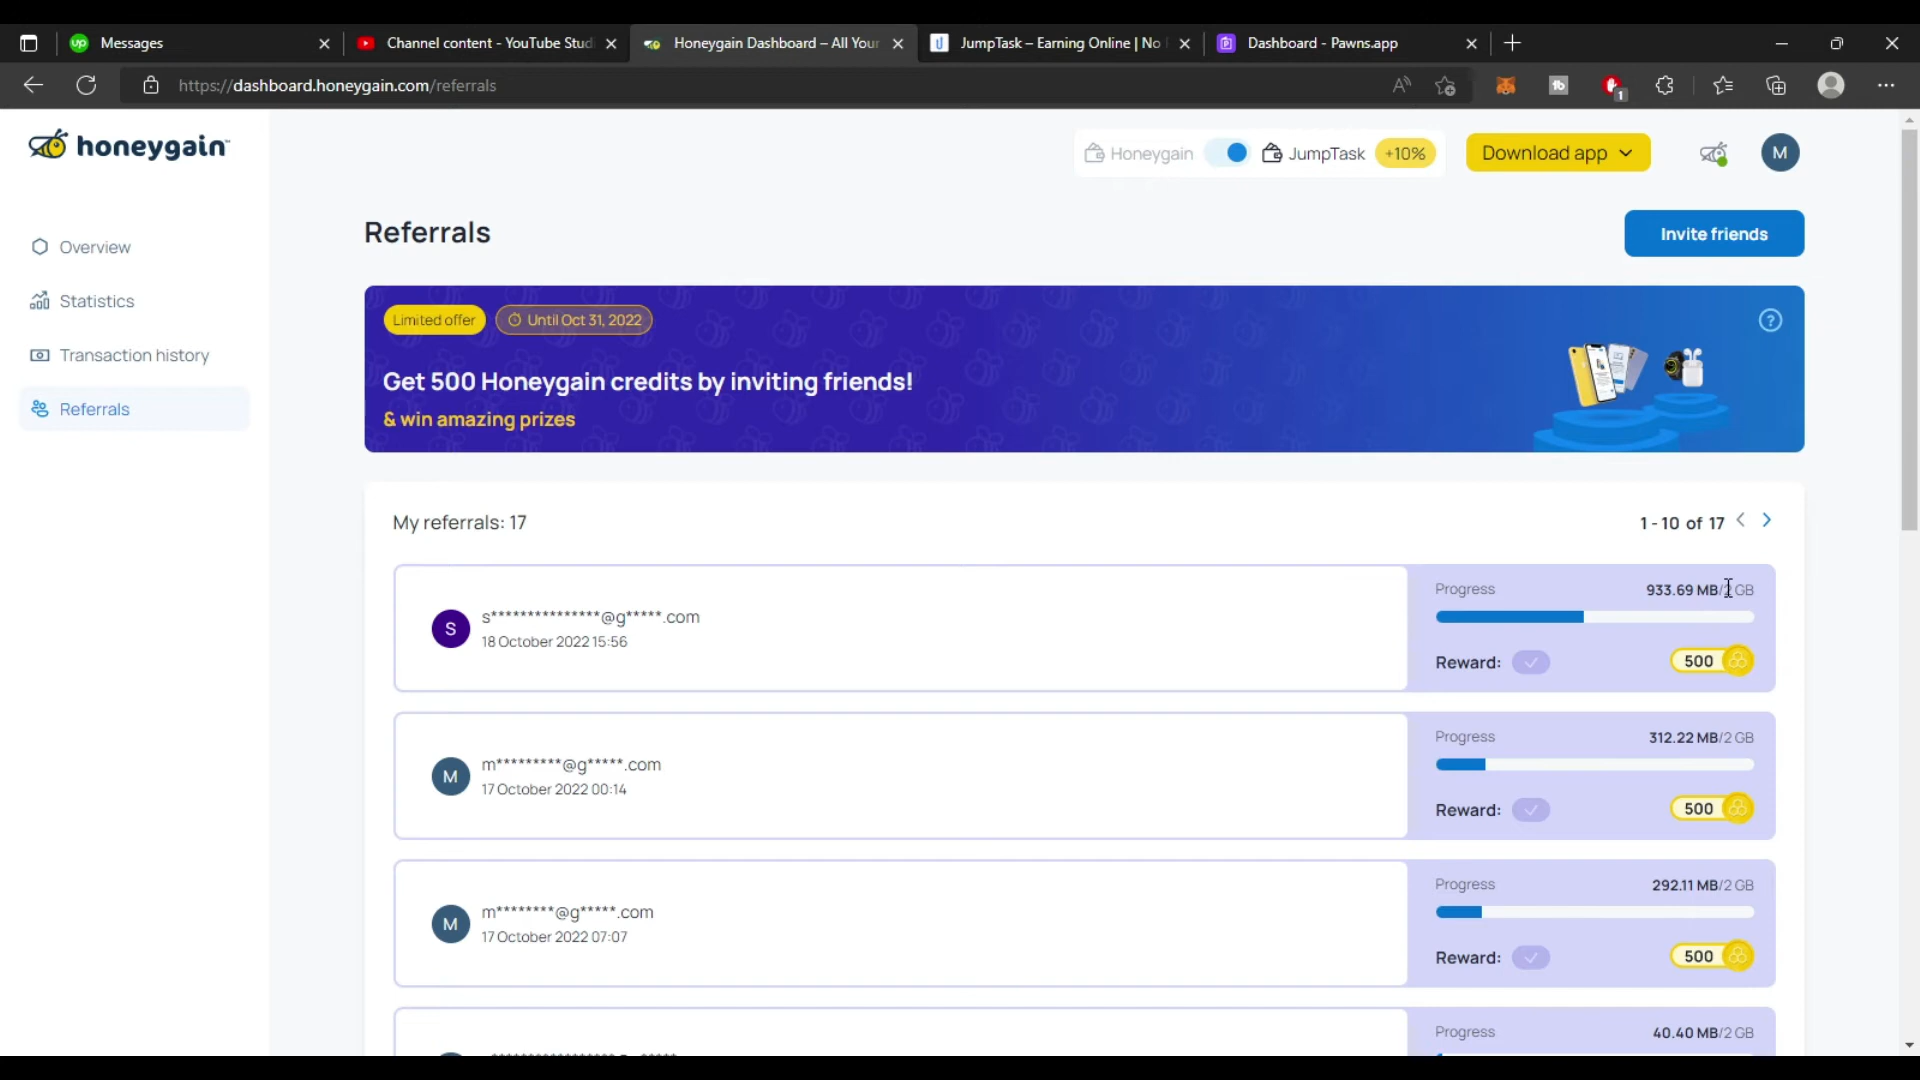 Messages
Channel content - YouTube Stud
Honeygain Dashboard – All Your
JumpTask – Earning Online | No
Dashboard - Pawns.app
https://dashboard.honeygain.com/referrals
1
honeygain
Honeygain
JumpTask
+10%
Download app
M
Overview
Statistics
Transaction history
Referrals
Referrals
Invite friends
Limited offer
Until Oct 31, 2022
Get 500 Honeygain credits by inviting friends!
& win amazing prizes
My referrals: 17
1 - 10 of 17
S
s***************@g*****.com
18 October 2022 15:56
Progress
933.69 MB/2 GB
Reward:
500
M
m*********@g*****.com
17 October 2022 00:14
Progress
312.22 MB/2 GB
Reward:
500
M
m********@g*****.com
17 October 2022 07:07
Progress
292.11 MB/2 GB
Reward:
500
Progress
40.40 MB/2 GB